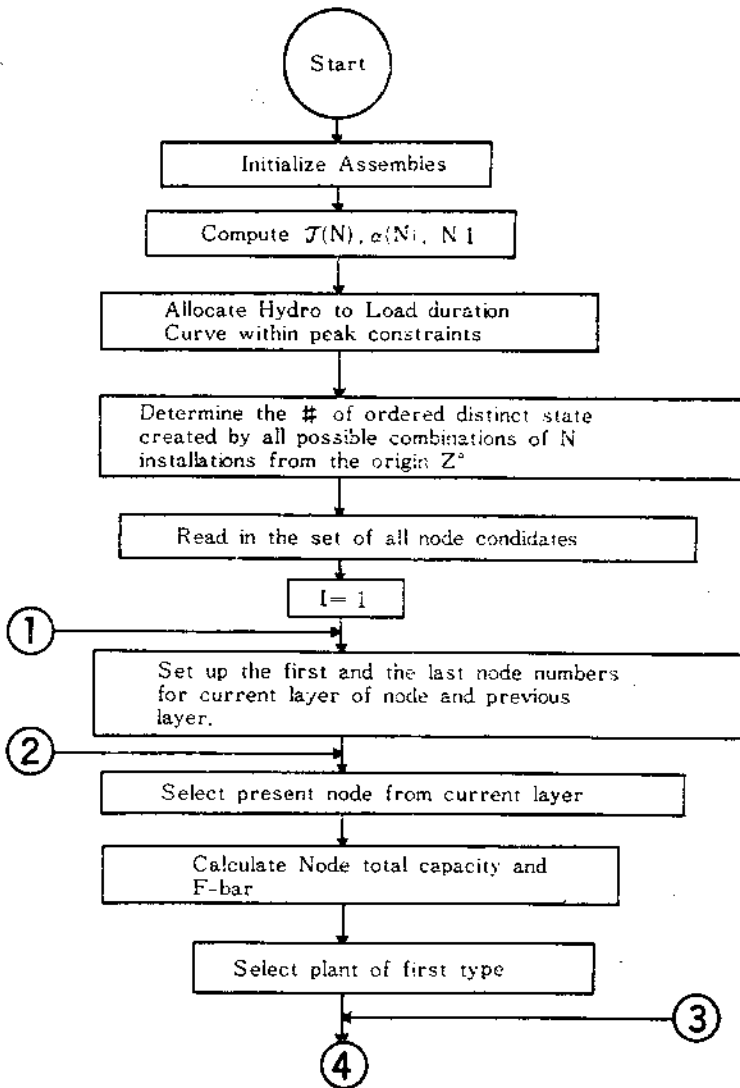 Start
Initialize Assembles
Compute 𝒯(N), α(N), N 1
Allocate Hydro to Load duration
Curve within peak constraints
Determine the # of ordered distinct state
created by all possible combinations of N
installations from the origin Z°
Read in the set of all node condidates
I= 1
1
Set up the first and the last node numbers
for current layer of node and previous
layer.
2
Select present node from current layer
Calculate Node total capacity and
F-bar
Select plant of first type
3
4